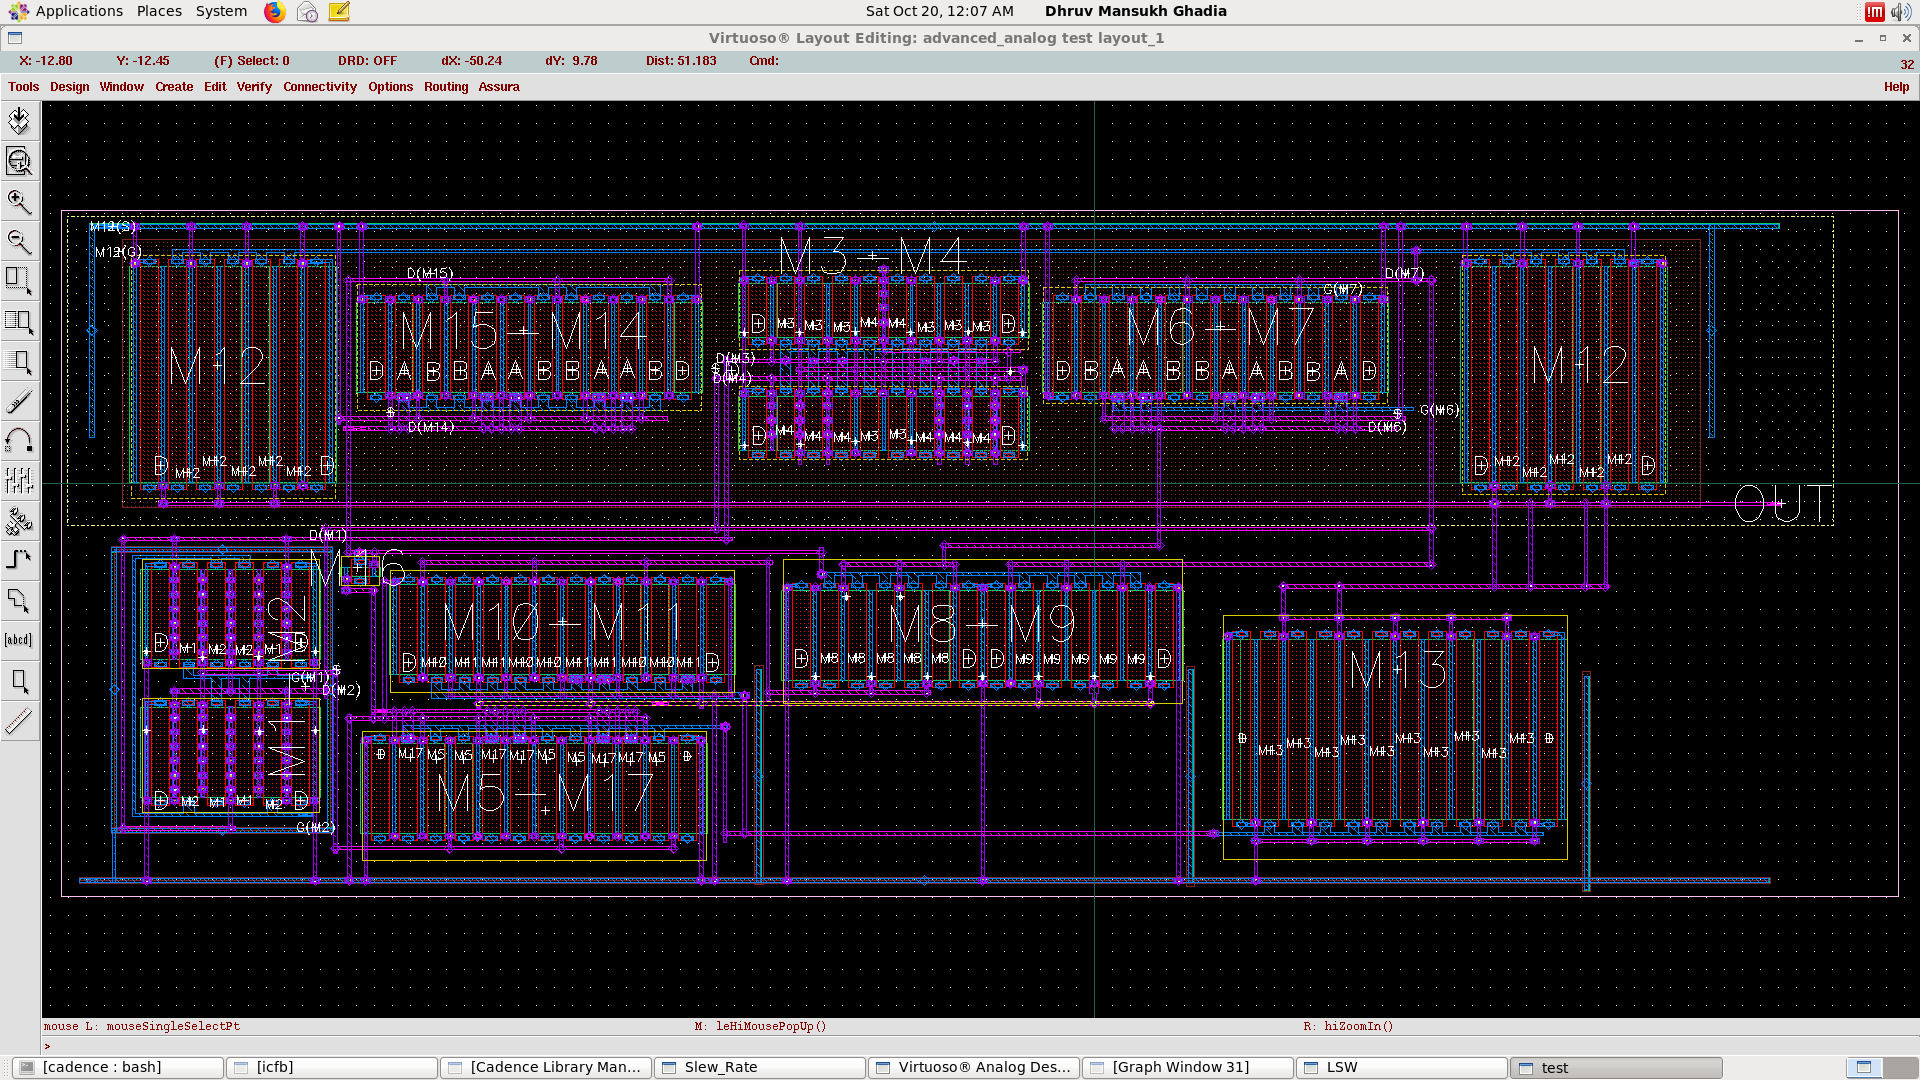 Applications Places System Sat Oct 20, 12:07 AM Dhruv Mansukh Ghadia
Virtuoso® Layout Editing: advanced_analog test layout_1
X: -12.80 Y: -12.45 (F) Select: 0 DRD: OFF dX: -50.24 dY: 9.78 Dist: 51.183 Cmd: 32
Tools Design Window Create Edit Verify Connectivity Options Routing Assura Help
M12(S)
M12(G)
M3-M4
D(M15)
D(M7)
G(M7)
M15-M14
D M3 M3 M3 M4 M4 M3 M3 M3 D
M6-M7
M12
M12
D A B B A A B A A B D
D(M3)
D(M4)
D B A A B A B B A D
D(M14)
G(M6)
D(M6)
D M4 M4 M4 M3 M3 M4 M4 M4 D
D M12 M12 M12 M12 M12 D
D M12 M12 M12 M12 M12 D
OUT
D(M1)
M16
M2
M10-M11
M8-M9
D M1 M2 M2 M1 D
D M10 M11 M10 M10 M11 M11 M10 M10 M11 D
D M8 M8 M8 M8 M8 D D M9 M9 M9 M9 M9 D
M13
G(M1)
D(M2)
M1
D M17 M5 M5 M17 M17 M5 M5 M17 M17 M5 D
M5-M17
D M13 M13 M13 M13 M13 M13 M13 M13 M13 M13 D
D M2 M1 M1 M2 D
G(M2)
[abcd]
mouse L: mouseSingleSelectPt M: leHiMousePopUp() R: hiZoomIn()
>
[cadence : bash] [icfb] [Cadence Library Man... Slew_Rate Virtuoso® Analog Des... [Graph Window 31] LSW test